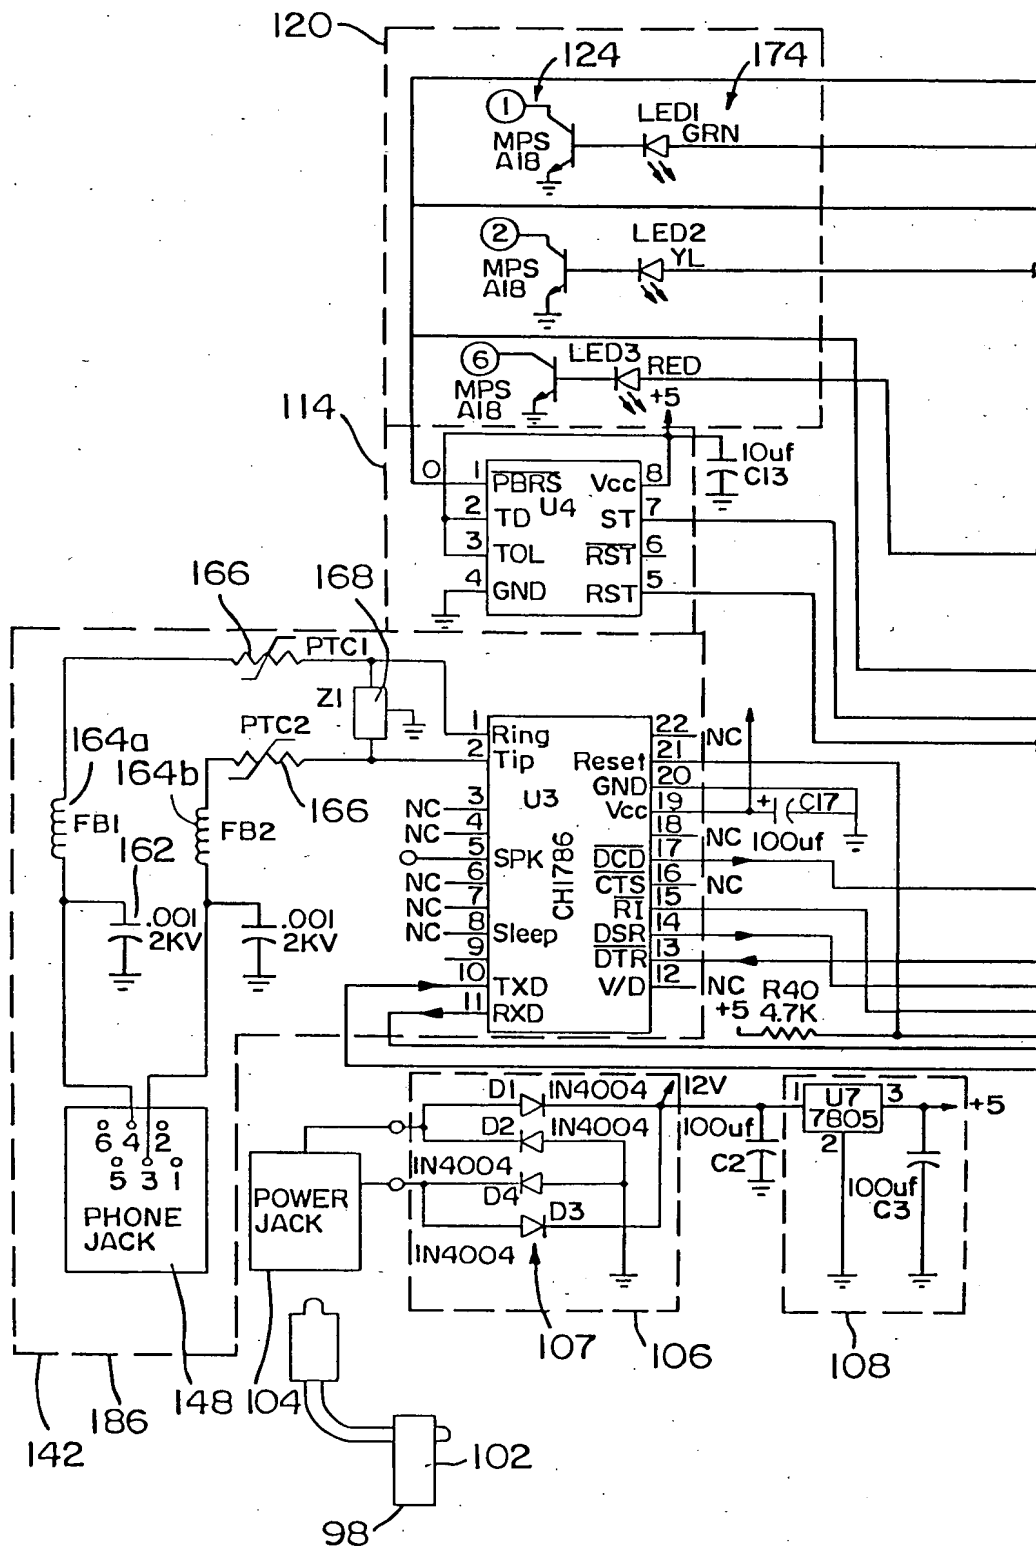 120
124
174
1
MPS
A18
LED1
GRN
2
MPS
A18
LED2
YL
6
MPS
A18
LED3
RED
+5
114
10uf
C13
0
1
2
3
4
PBRS
TD
TOL
GND
U4
Vcc
ST
RST
RST
8
7
6
5
166
168
PTC1
Z1
PTC2
166
164a
164b
FB1
FB2
162
.001
2KV
.001
2KV
1 Ring
2 Tip
NC 3
NC 4
5 SPK
NC 6
NC 7
NC 8 Sleep
9
10 TXD
11 RXD
U3
CH1786
22 NC
Reset 21
GND 20
Vcc 19
18 NC
DCD 17
CTS 16 NC
RI 15
DSR 14
DTR 13
V/D 12 NC
+ C17
100uf
R40
+5 4.7K
6 4 2
5 3 1
PHONE
JACK
POWER
JACK
D1 1N4004
D2 1N4004
1N4004
D4
D3
1N4004
12V
100uf
C2
1 U7 3
7805
2
+5
100uf
C3
107
106
108
148
104
186
142
102
98